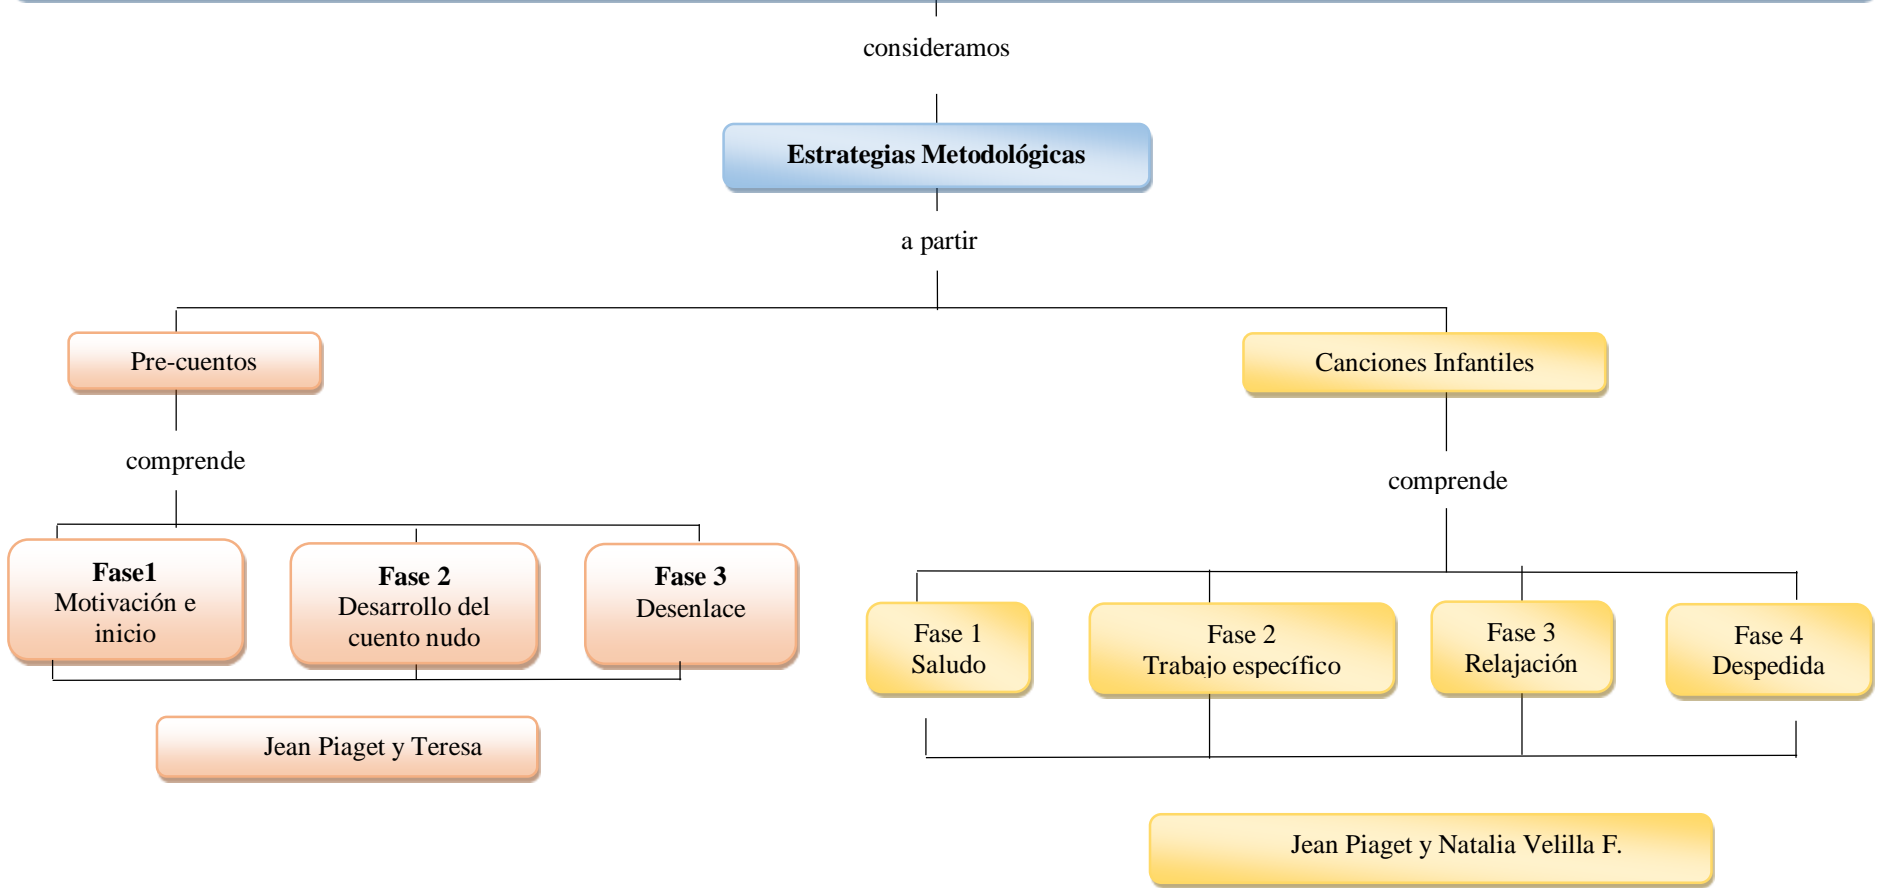 consideramos
Estrategias Metodológicas
a partir
Pre-cuentos
Canciones Infantiles
comprende
comprende
Fase1
Motivación e
inicio
Fase 2
Desarrollo del
cuento nudo
Fase 3
Desenlace
Fase 1
Saludo
Fase 2
Trabajo específico
Fase 3
Relajación
Fase 4
Despedida
Jean Piaget y Teresa
Jean Piaget y Natalia Velilla F.